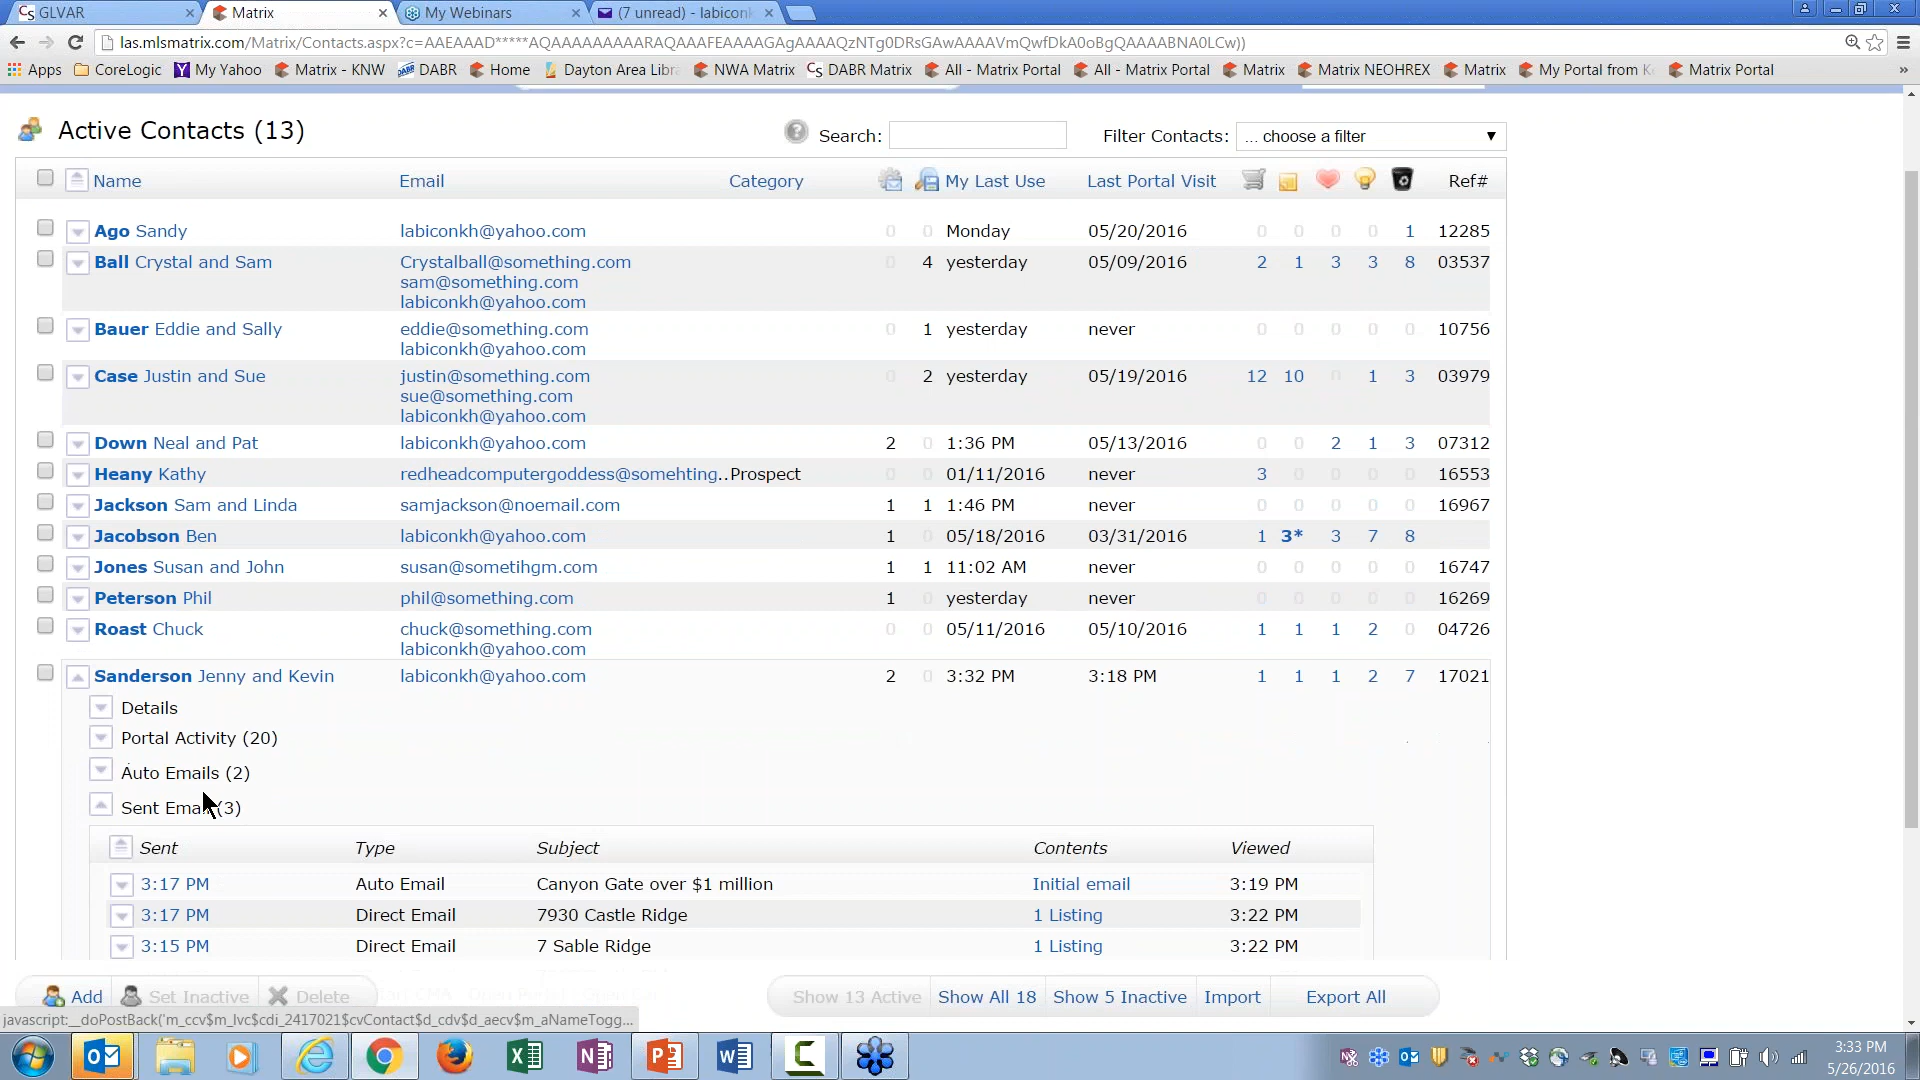 GLVAR
Matrix
My Webinars
(7 unread) - labiconk
las.mlsmatrix.com/Matrix/Contacts.aspx?c=AAEAAAD*****AQAAAAAAAAARAQAAAFEAAAAGAgAAAAQzNTg0DRsGAwAAAAVmQwfDkA0oBgQAAAABNA0LCw))
Apps CoreLogic My Yahoo Matrix - KNW DABR Home Dayton Area Libr NWA Matrix DABR Matrix All - Matrix Portal All - Matrix Portal Matrix Matrix NEOHREX Matrix My Portal from K Matrix Portal »
Active Contacts (13) Search: Filter Contacts: ... choose a filter
Name Email Category My Last Use Last Portal Visit Ref#
Ago Sandy labiconkh@yahoo.com 0 0 Monday 05/20/2016 0 0 0 0 1 12285
Ball Crystal and Sam Crystalball@something.com 0 4 yesterday 05/09/2016 2 1 3 3 8 03537
sam@something.com
labiconkh@yahoo.com
Bauer Eddie and Sally eddie@something.com 0 1 yesterday never 0 0 0 0 0 10756
labiconkh@yahoo.com
Case Justin and Sue justin@something.com 0 2 yesterday 05/19/2016 12 10 0 1 3 03979
sue@something.com
labiconkh@yahoo.com
Down Neal and Pat labiconkh@yahoo.com 2 0 1:36 PM 05/13/2016 0 0 2 1 3 07312
Heany Kathy redheadcomputergoddess@somehting.. Prospect 0 0 01/11/2016 never 3 0 0 0 0 16553
Jackson Sam and Linda samjackson@noemail.com 1 1 1:46 PM never 0 0 0 0 0 16967
Jacobson Ben labiconkh@yahoo.com 1 0 05/18/2016 03/31/2016 1 3* 3 7 8
Jones Susan and John susan@sometihgm.com 1 1 11:02 AM never 0 0 0 0 0 16747
Peterson Phil phil@something.com 1 0 yesterday never 0 0 0 0 0 16269
Roast Chuck chuck@something.com 0 0 05/11/2016 05/10/2016 1 1 1 2 0 04726
labiconkh@yahoo.com
Sanderson Jenny and Kevin labiconkh@yahoo.com 2 0 3:32 PM 3:18 PM 1 1 1 2 7 17021
Details
Portal Activity (20)
Auto Emails (2)
Sent Ema (3)
Sent Type Subject Contents Viewed
3:17 PM Auto Email Canyon Gate over $1 million Initial email 3:19 PM
3:17 PM Direct Email 7930 Castle Ridge 1 Listing 3:22 PM
3:15 PM Direct Email 7 Sable Ridge 1 Listing 3:22 PM
Add Set Inactive Delete Show 13 Active Show All 18 Show 5 Inactive Import Export All
javascript:__doPostBack('m_ccv$m_lvc$cdi_2417021$cvContact$d_cdv$d_aecv$m_aNameTogg...
3:33 PM
5/26/2016